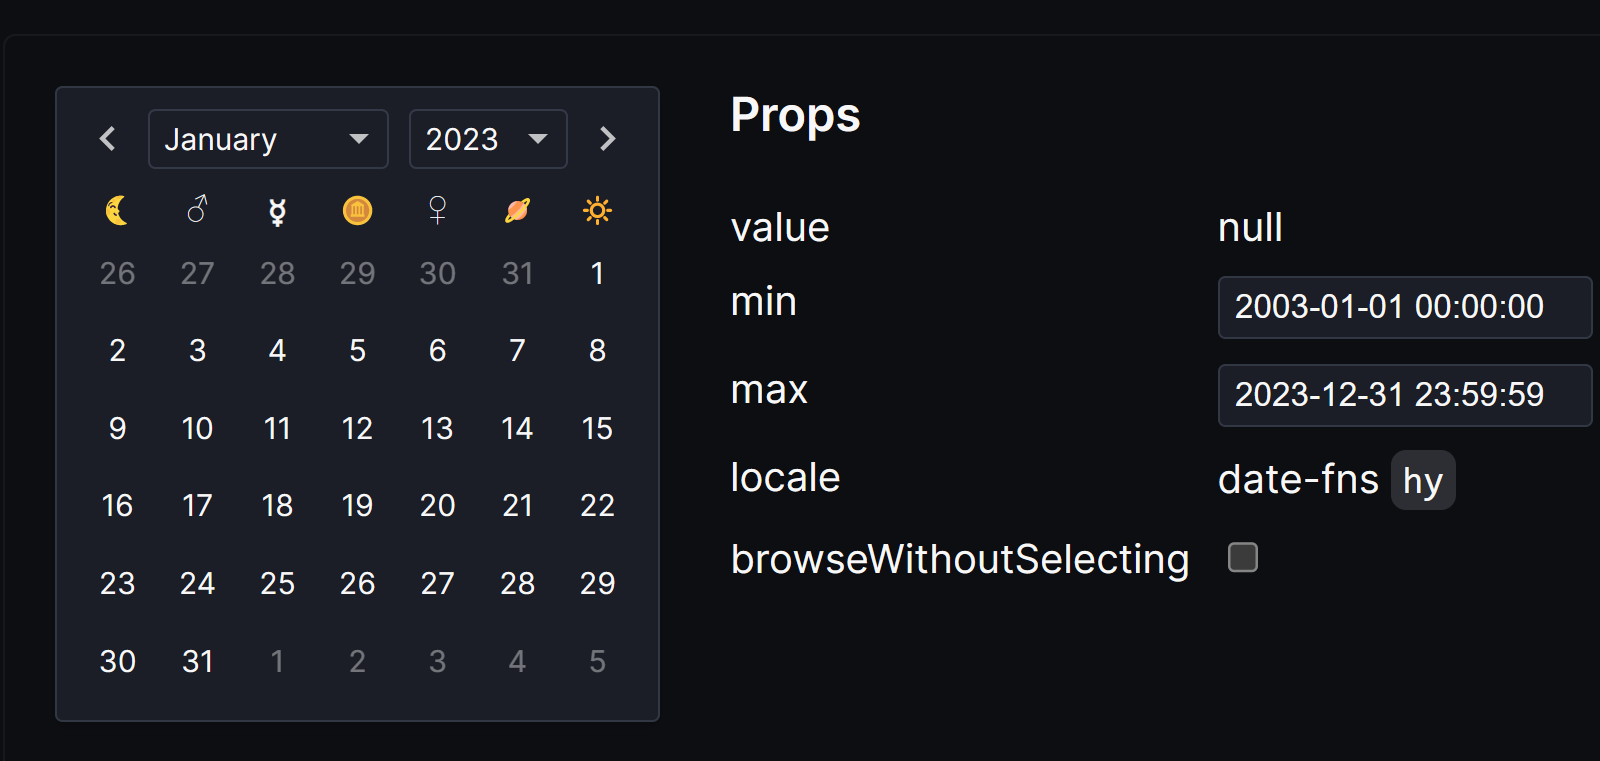 January 2023
☾ ♂ ☿ 🏛 ♀ 🪐 ☼
26 27 28 29 30 31 1
2 3 4 5 6 7 8
9 10 11 12 13 14 15
16 17 18 19 20 21 22
23 24 25 26 27 28 29
30 31 1 2 3 4 5
Props
value null
min 2003-01-01 00:00:00
max 2023-12-31 23:59:59
locale date-fns hy
browseWithoutSelecting